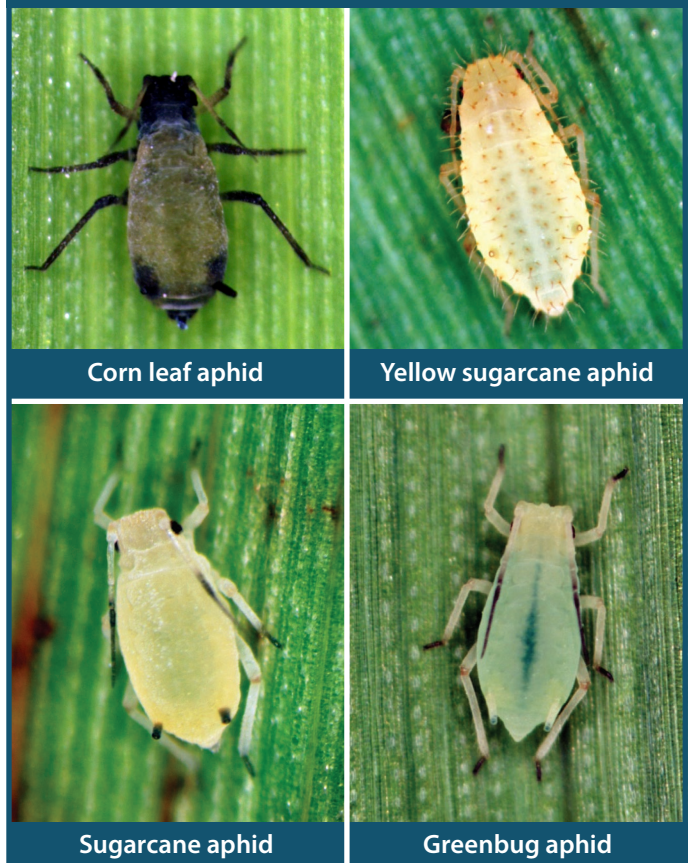 Corn leaf aphid
Yellow sugarcane aphid
Sugarcane aphid
Greenbug aphid